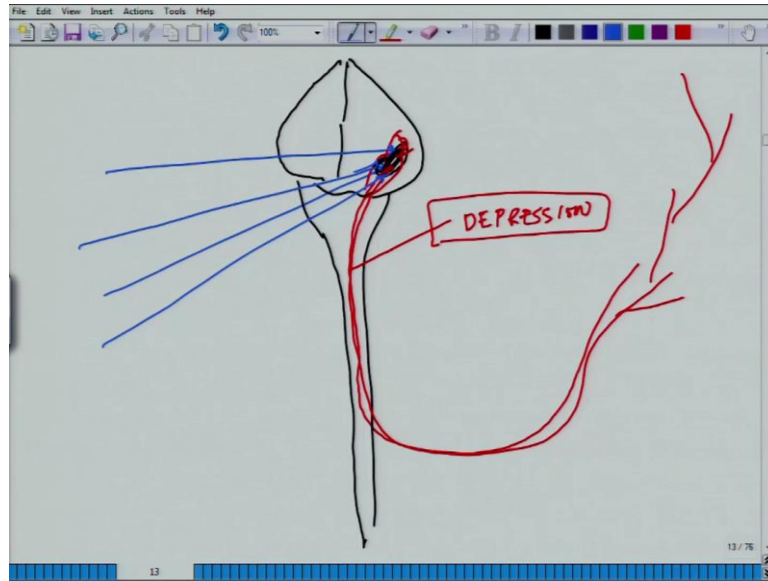 File Edit View Insert Actions Tools Help
100%
B I
DEPRESSION
13/76
13